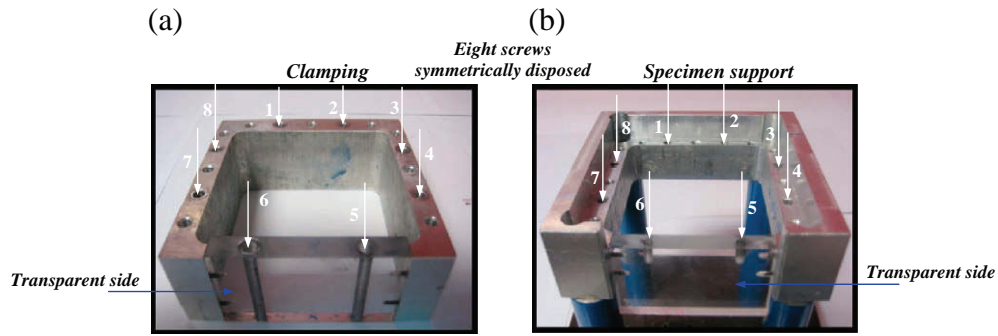 (a)
(b)
Eight screws
symmetrically disposed
Clamping
Specimen support
8
1
2
3
7
4
6
5
Transparent side
8
1
2
3
7
4
6
5
Transparent side